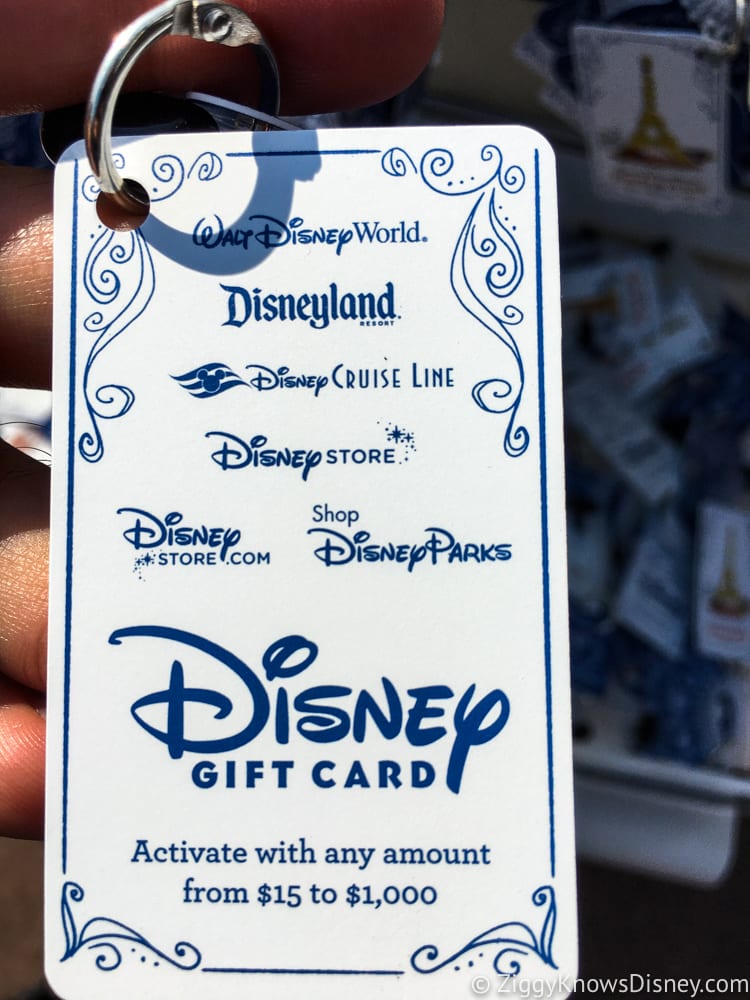 Walt Disney World®
Disneyland®
RESORT
Disney CRUISE LINE
Disney STORE
Disney Shop
STORE.COM Disney Parks
Disney
GIFT CARD
Activate with any amount
from $15 to $1,000
© ZiggyKnowsDisney.com